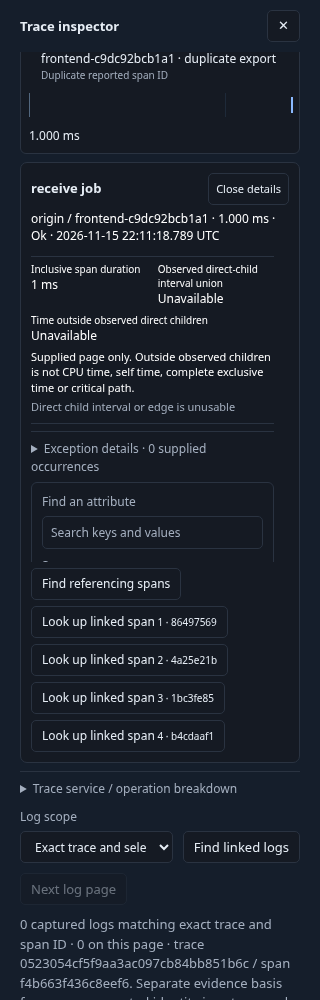 Trace inspector
×
frontend-c9dc92bcb1a1 · duplicate export
Duplicate reported span ID
1.000 ms
receive job
Close details
origin / frontend-c9dc92bcb1a1 · 1.000 ms ·
Ok · 2026-11-15 22:11:18.789 UTC
Inclusive span duration
1 ms
Observed direct-child
interval union
Unavailable
Time outside observed direct children
Unavailable
Supplied page only. Outside observed children
is not CPU time, self time, complete exclusive
time or critical path.
Direct child interval or edge is unusable
▶ Exception details · 0 supplied
occurrences
Find an attribute
Search keys and values
Find referencing spans
Look up linked span 1 · 86497569
Look up linked span 2 · 4a25e21b
Look up linked span 3 · 1bc3fe85
Look up linked span 4 · b4cdaaf1
▶ Trace service / operation breakdown
Log scope
Exact trace and sele
Find linked logs
Next log page
0 captured logs matching exact trace and
span ID · 0 on this page · trace
0523054cf5f9aa3ac097cb84bb851b6c / span
f4b663f436c8eef6. Separate evidence basis